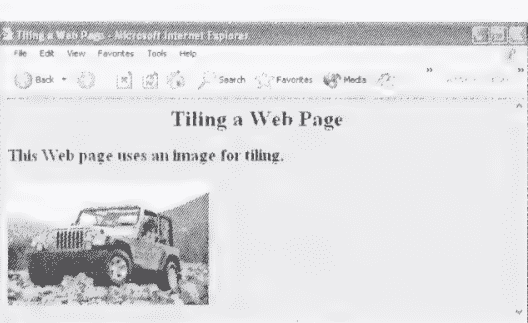 Tiling a Web Page - Microsoft Internet Explorer
File Edit View Favorites Tools Help
Back Search Favorites Media
Tiling a Web Page
This Web page uses an image for tiling.